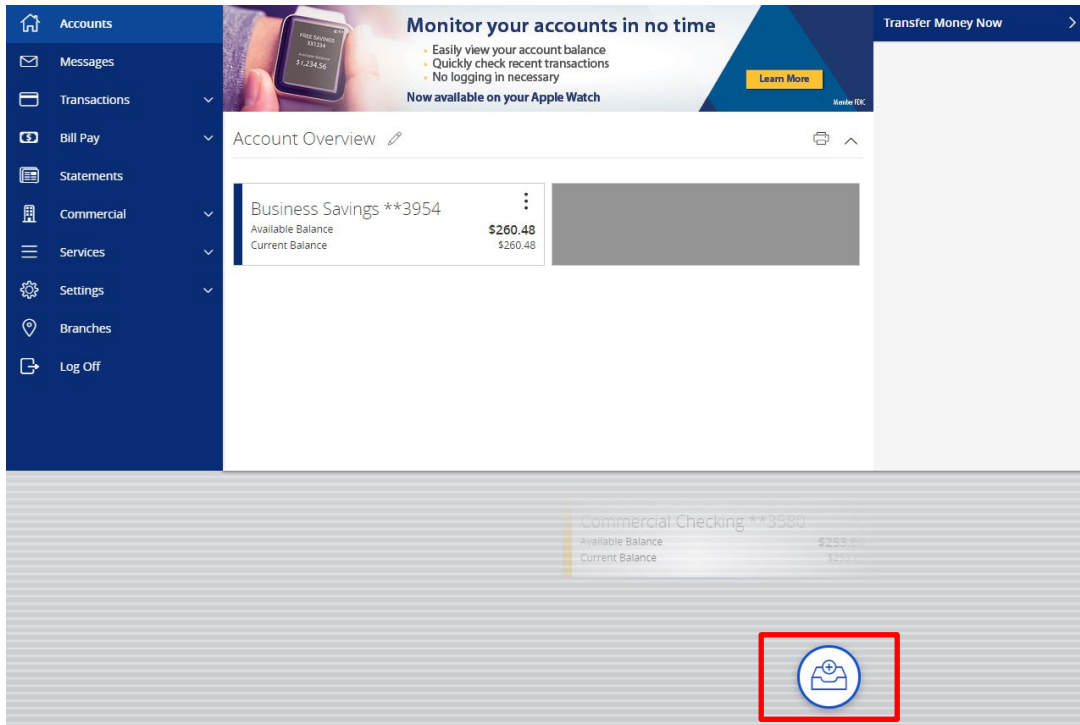 Accounts
Messages
Transactions
Bill Pay
Statements
Commercial
Services
Settings
Branches
Log Off
FREE SAVINGS
XX1234
Available Balance
$1,234.56
Monitor your accounts in no time
Easily view your account balance
Quickly check recent transactions
No logging in necessary
Now available on your Apple Watch
Learn More
Member FDIC
Transfer Money Now
Account Overview
Business Savings **3954
Available Balance $260.48
Current Balance $260.48
Commercial Checking **3580
Available Balance
Current Balance